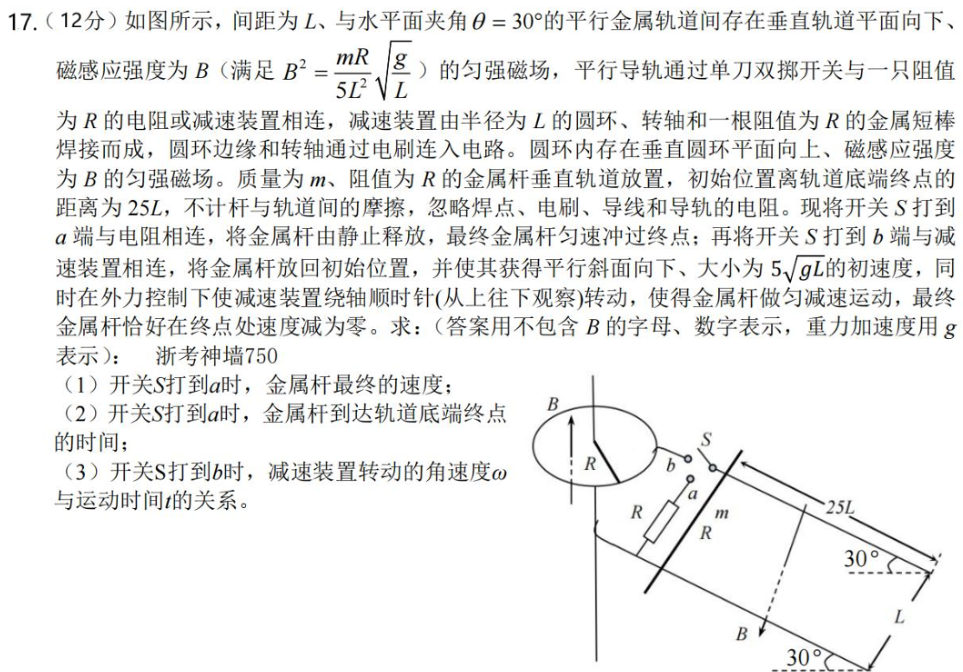 17.（12分）如图所示，间距为 L、与水平面夹角 θ = 30°的平行金属轨道间存在垂直轨道平面向下、
磁感应强度为 B（满足 B² = mR/5L² √(g/L)）的匀强磁场，平行导轨通过单刀双掷开关与一只阻值
为 R 的电阻或减速装置相连，减速装置由半径为 L 的圆环、转轴和一根阻值为 R 的金属短棒
焊接而成，圆环边缘和转轴通过电刷连入电路。圆环内存在垂直圆环平面向上、磁感应强度
为 B 的匀强磁场。质量为 m、阻值为 R 的金属杆垂直轨道放置，初始位置离轨道底端终点的
距离为 25L，不计杆与轨道间的摩擦，忽略焊点、电刷、导线和导轨的电阻。现将开关 S 打到
a 端与电阻相连，将金属杆由静止释放，最终金属杆匀速冲过终点；再将开关 S 打到 b 端与减
速装置相连，将金属杆放回初始位置，并使其获得平行斜面向下、大小为 5√gL的初速度，同
时在外力控制下使减速装置绕轴顺时针(从上往下观察)转动，使得金属杆做匀减速运动，最终
金属杆恰好在终点处速度减为零。求：（答案用不包含 B 的字母、数字表示，重力加速度用 g
表示）： 浙考神墙750
（1）开关S打到a时，金属杆最终的速度；
（2）开关S打到a时，金属杆到达轨道底端终点
的时间；
（3）开关S打到b时，减速装置转动的角速度ω
与运动时间t的关系。
B
S
R
b
a
25L
R
m
R
30°
L
B
30°